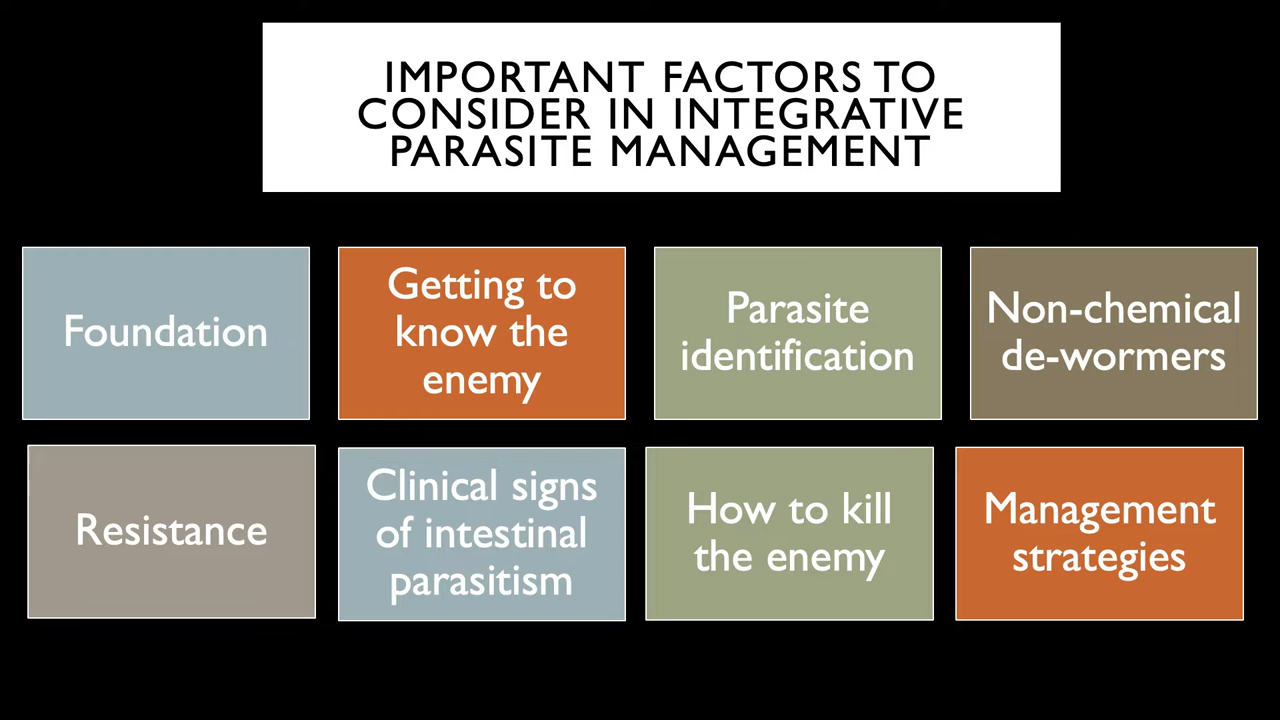 IMPORTANT FACTORS TO
CONSIDER IN INTEGRATIVE
PARASITE MANAGEMENT
Foundation
Getting to
know the
enemy
Parasite
identification
Non-chemical
de-wormers
Resistance
Clinical signs
of intestinal
parasitism
How to kill
the enemy
Management
strategies